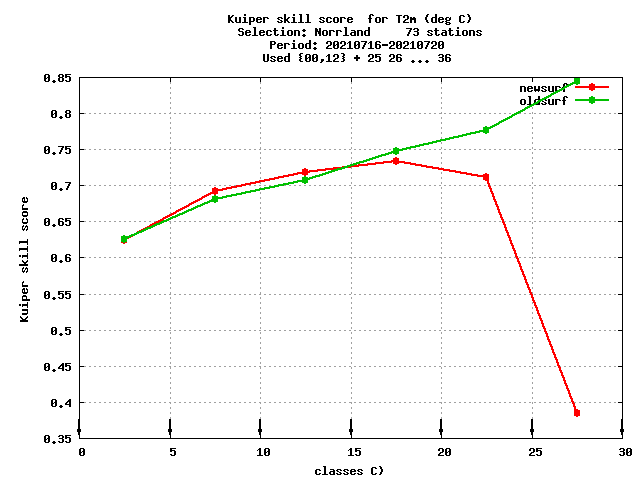 Kuiper skill score  for T2m (deg C)
Selection: Norrland     73 stations
Period: 20210716-20210720
Used {00,12} + 25 26 ... 36
0.85
newsurf
oldsurf
0.8
0.75
0.7
0.65
0.6
0.55
0.5
0.45
0.4
0.35
Kuiper skill score
0 5 10 15 20 25 30
classes C)